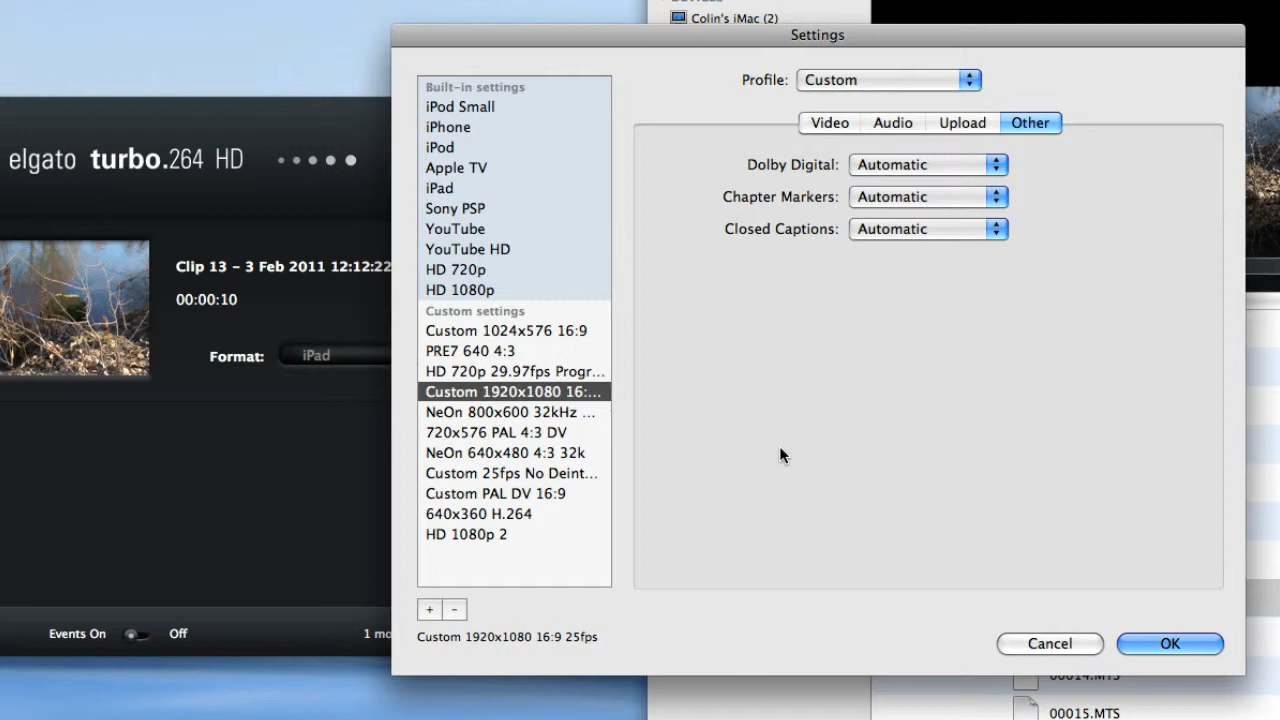 Colin's iMac (2)
Settings
Profile: Custom
Video Audio Upload Other
Dolby Digital: Automatic
Chapter Markers: Automatic
Closed Captions: Automatic
Built-in settings
iPod Small
iPhone
iPod
Apple TV
iPad
Sony PSP
YouTube
YouTube HD
HD 720p
HD 1080p
Custom settings
Custom 1024x576 16:9
PRE7 640 4:3
HD 720p 29.97fps Progr...
Custom 1920x1080 16:...
NeOn 800x600 32kHz ...
720x576 PAL 4:3 DV
NeOn 640x480 4:3 32k
Custom 25fps No Deint...
Custom PAL DV 16:9
640x360 H.264
HD 1080p 2
+ -
Custom 1920x1080 16:9 25fps
Cancel OK
elgato turbo.264 HD
Clip 13 – 3 Feb 2011 12:12:22
00:00:10
Format: iPad
Events On Off
1 mo
00014.MTS
00015.MTS